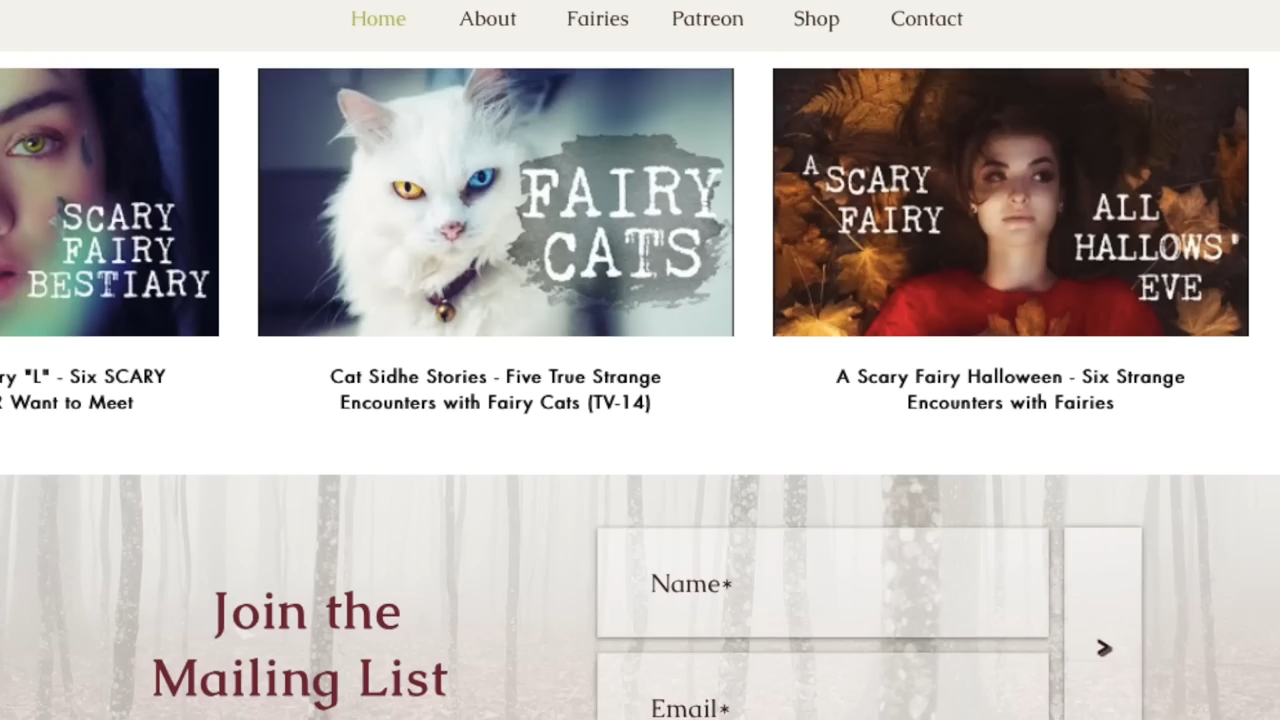 Home About Fairies Patreon Shop Contact
SCARY
FAIRY
BESTIARY
FAIRY
CATS
A SCARY
FAIRY
ALL
HALLOWS'
EVE
ry "L" - Six SCARY
Want to Meet
Cat Sidhe Stories - Five True Strange
Encounters with Fairy Cats (TV-14)
A Scary Fairy Halloween - Six Strange
Encounters with Fairies
Join the
Mailing List
Name*
Email*
>